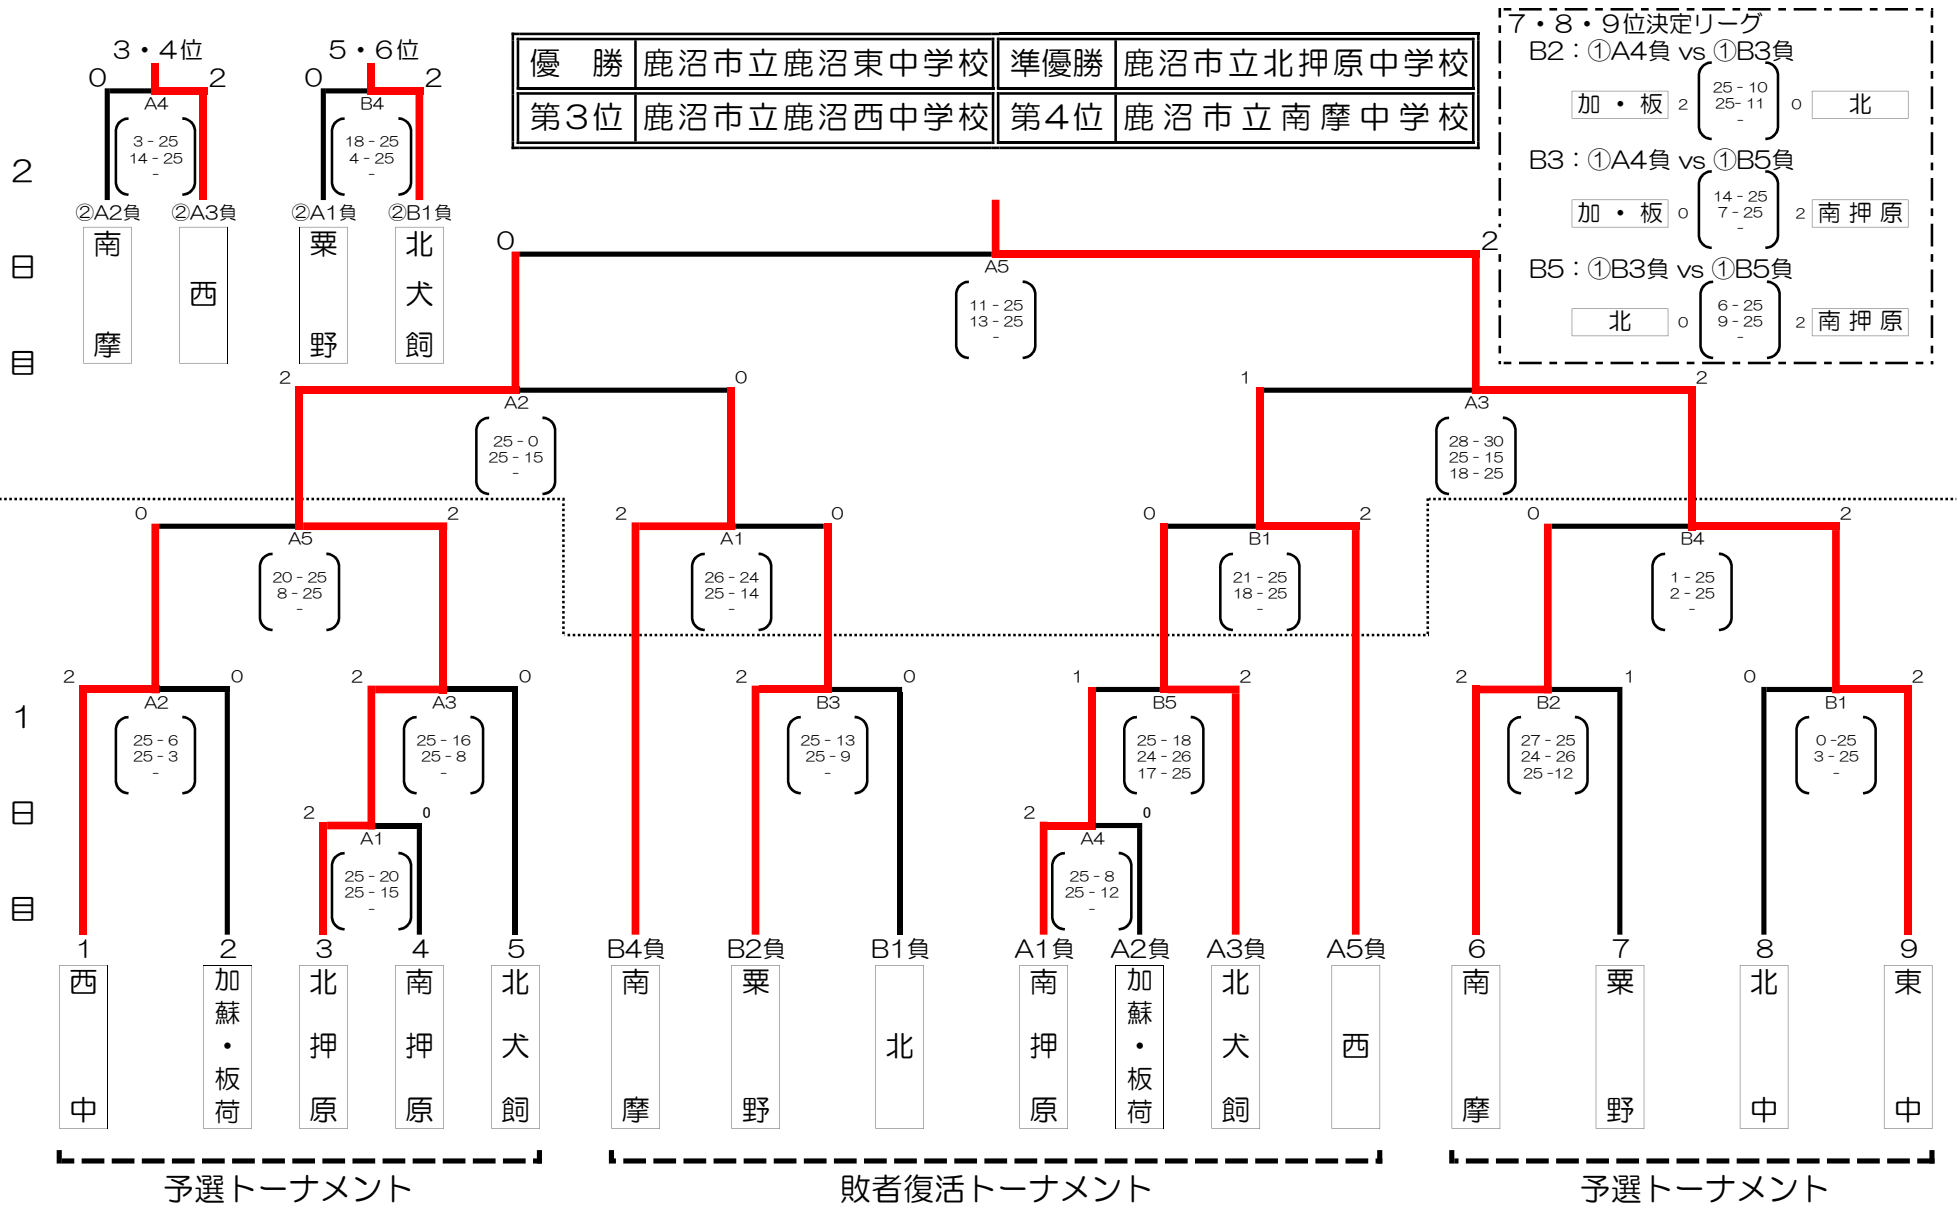 優　勝 鹿沼市立鹿沼東中学校 準優勝 鹿沼市立北押原中学校
第3位 鹿沼市立鹿沼西中学校 第4位 鹿沼市立南摩中学校
7・8・9位決定リーグ
B2：①A4負 vs ①B3負
加・板 2 25-10 0 北
25-11
-
B3：①A4負 vs ①B5負
加・板 0 14-25 2 南押原
7-25
-
B5：①B3負 vs ①B5負
北 0 6-25 2 南押原
9-25
-
3・4位
0 2
A4
3-25
14-25
-
②A2負 ②A3負
南摩 西
5・6位
0 2
B4
18-25
4-25
-
②A1負 ②B1負
粟野 北犬飼
2日目
0 2
A5
11-25
13-25
-
2 0
A2
25-0
25-15
-
1 2
A3
28-30
25-15
18-25
0 2
A5
20-25
8-25
-
2 0
A1
26-24
25-14
-
0 2
B1
21-25
18-25
-
0 2
B4
1-25
2-25
-
1日目
2 0
A2
25-6
25-3
-
2 0
A3
25-16
25-8
-
2 0
B3
25-13
25-9
-
1 2
B5
25-18
24-26
17-25
2 1
B2
27-25
24-26
25-12
0 2
B1
0-25
3-25
-
2 0
A1
25-20
25-15
-
2 0
A4
25-8
25-12
-
1 2 3 4 5 B4負 B2負 B1負 A1負 A2負 A3負 A5負 6 7 8 9
西中 加蘇・板荷 北押原 南押原 北犬飼 南摩 粟野 北 南押原 加蘇・板荷 北犬飼 西 南摩 粟野 北中 東中
予選トーナメント 敗者復活トーナメント 予選トーナメント